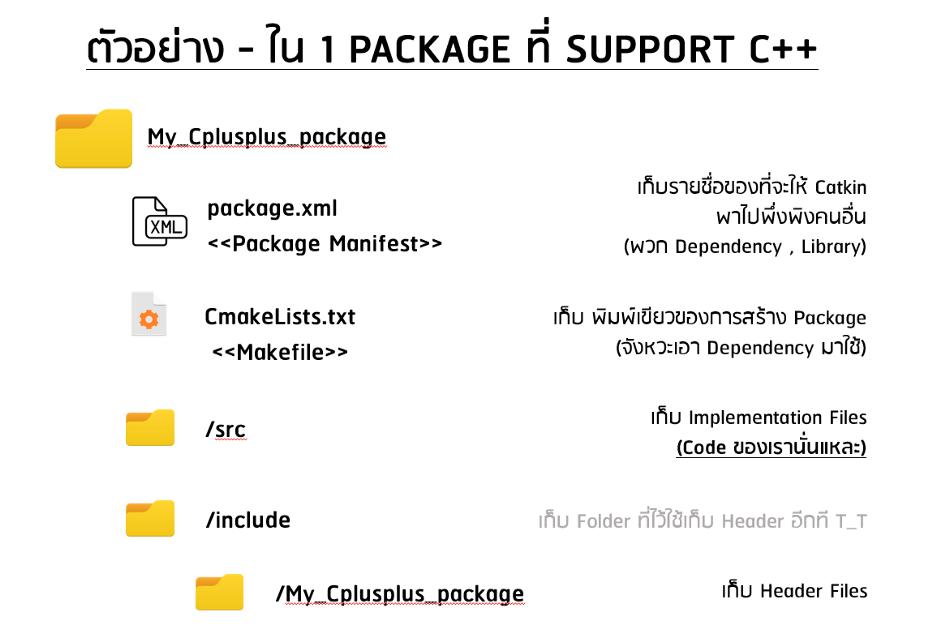 ตัวอย่าง - ใน 1 PACKAGE ที่ SUPPORT C++
My_Cplusplus_package
XML
package.xml
<<Package Manifest>>
เก็บรายชื่อของที่จะให้ Catkin
พาไปพึ่งพิงคนอื่น
(พวก Dependency , Library)
CmakeLists.txt
<<Makefile>>
เก็บ พิมพ์เขียวของการสร้าง Package
(จังหวะเอา Dependency มาใช้)
/src
เก็บ Implementation Files
(Code ของเรานั่นแหละ)
/include
เก็บ Folder ที่ไว้ใช้เก็บ Header อีกที T_T
/My_Cplusplus_package
เก็บ Header Files